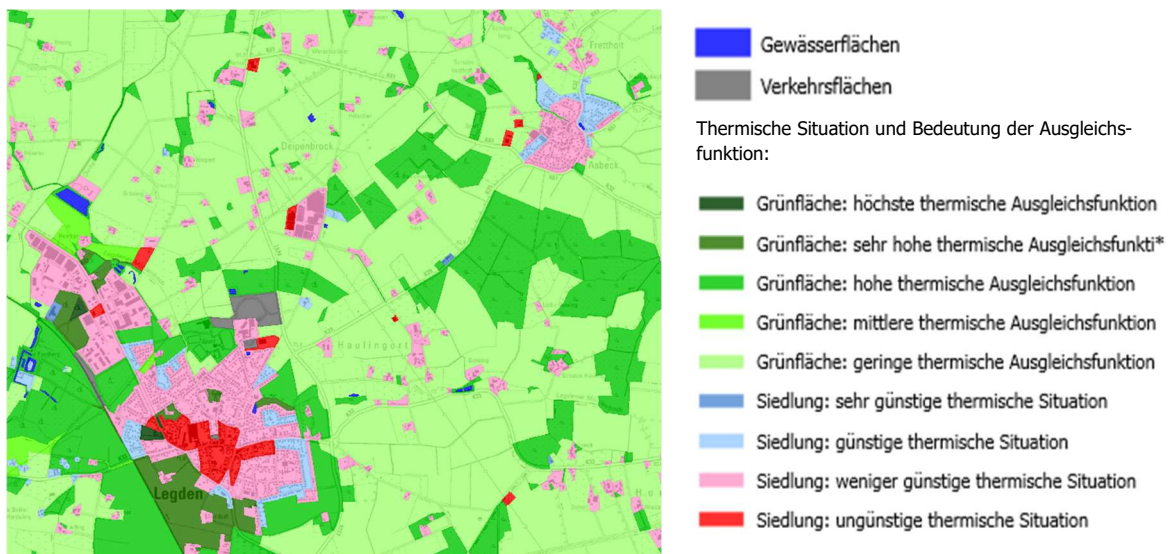 Gewässerflächen
Verkehrsflächen
Thermische Situation und Bedeutung der Ausgleichs-
funktion:
Grünfläche: höchste thermische Ausgleichsfunktion
Grünfläche: sehr hohe thermische Ausgleichsfunkti*
Grünfläche: hohe thermische Ausgleichsfunktion
Grünfläche: mittlere thermische Ausgleichsfunktion
Grünfläche: geringe thermische Ausgleichsfunktion
Siedlung: sehr günstige thermische Situation
Siedlung: günstige thermische Situation
Siedlung: weniger günstige thermische Situation
Siedlung: ungünstige thermische Situation
Frettholt
Asbeck
Deipenbrock
Haulingort
Legden